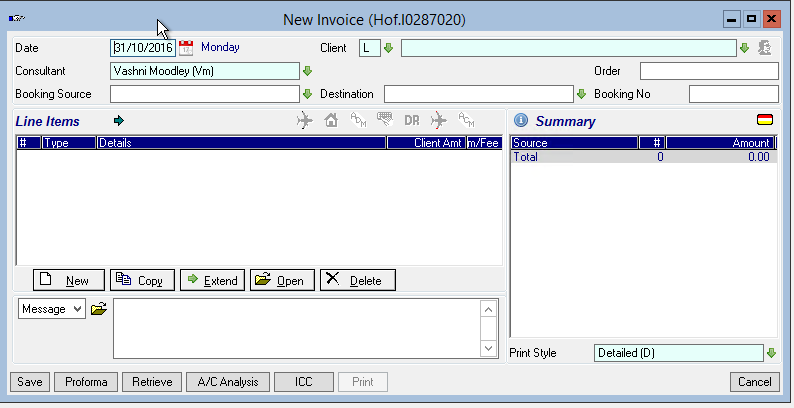 New Invoice (Hof.I0287020)
Date 31/10/2016 Monday Client L
Consultant Vashni Moodley (Vm) Order
Booking Source Destination Booking No
Line Items DR Summary
# Type Details Client Amt m/Fee Source # Amount
Total 0 0.00
New Copy Extend Open Delete
Message
Print Style Detailed (D)
Save Proforma Retrieve A/C Analysis ICC Print Cancel